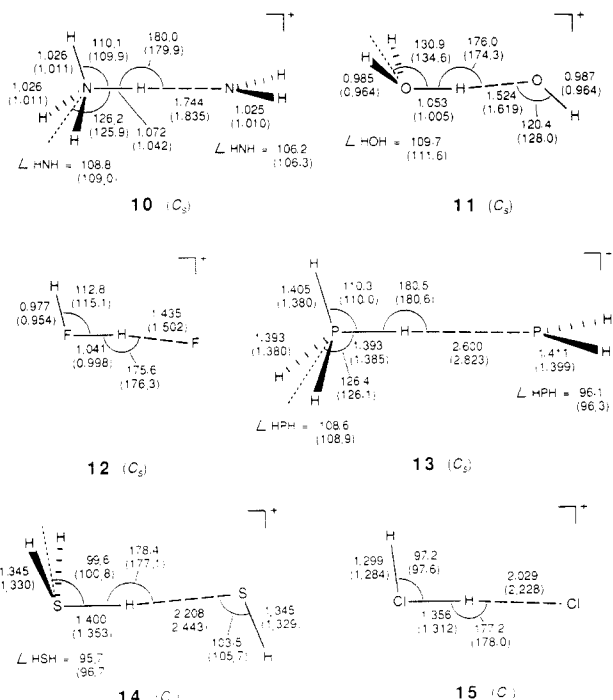 H
110.1
(109.9)
180.0
(179.9)
1.026
(1.011)
N
H
N
H
H
1.026
(1.011)
H
H
126.2
(125.9)
1.072
(1.042)
1.744
(1.835)
1.025
(1.010)
∠ HNH = 108.8
(109.0)
∠ HNH = 106.2
(106.3)
10 (Cs)
+
H
H
130.9
(134.6)
176.0
(174.3)
0.985
(0.964)
O
H
O
H
0.987
(0.964)
1.053
(1.005)
1.524
(1.619)
120.4
(128.0)
∠ HOH = 109.7
(111.6)
11 (Cs)
+
H
112.8
(115.1)
0.977
(0.954)
F
H
F
1.435
(1.502)
1.041
(0.998)
175.6
(176.3)
12 (Cs)
+
H
1.405
(1.380)
110.3
(110.0)
180.5
(180.6)
P
H
P
H
H
1.393
(1.380)
H
H
1.393
(1.385)
126.4
(126.1)
2.600
(2.823)
1.411
(1.399)
∠ HPH = 108.6
(108.9)
∠ HPH = 96.1
(96.3)
13 (Cs)
+
H
H
99.6
(100.8)
178.4
1.345
1.330)
S
H
S
H
1.400
1.353)
2.208
2.443)
1.345
1.329)
103.5
(105.7)
∠ HSH = 95.7
(96.7
14 (C
+
H
1.299
(1.284)
97.2
(97.6)
Cl
H
Cl
2.029
(2.228)
1.356
(1.312)
177.2
(178.0)
15 (C
+